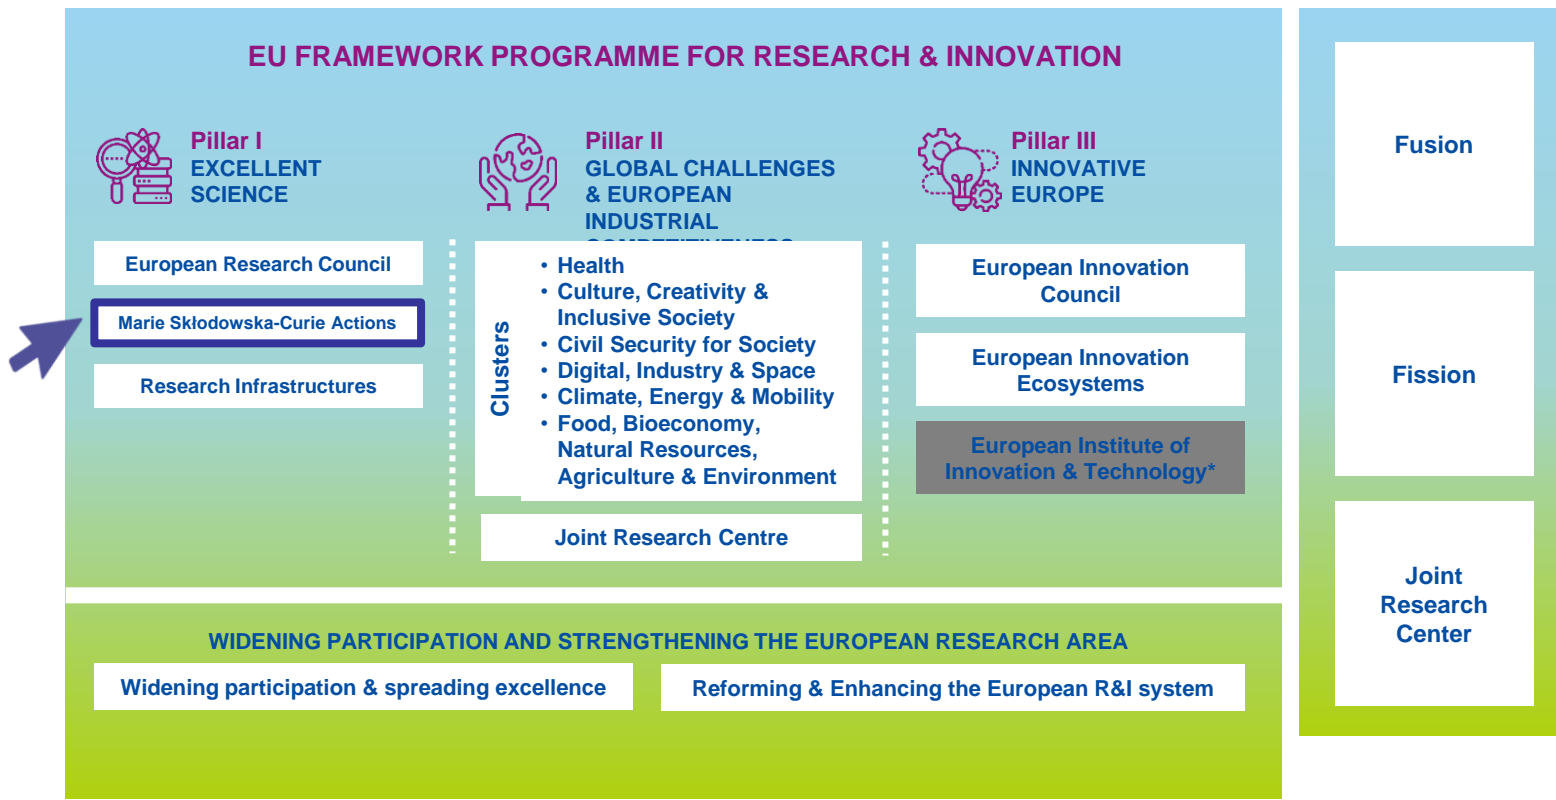 EU FRAMEWORK PROGRAMME FOR RESEARCH & INNOVATION
Pillar I
EXCELLENT
SCIENCE
European Research Council
Marie Skłodowska-Curie Actions
Research Infrastructures
Pillar II
GLOBAL CHALLENGES
& EUROPEAN
INDUSTRIAL
COMPETITIVENESS
Clusters
• Health
• Culture, Creativity &
Inclusive Society
• Civil Security for Society
• Digital, Industry & Space
• Climate, Energy & Mobility
• Food, Bioeconomy,
Natural Resources,
Agriculture & Environment
Joint Research Centre
Pillar III
INNOVATIVE
EUROPE
European Innovation
Council
European Innovation
Ecosystems
European Institute of
Innovation & Technology*
WIDENING PARTICIPATION AND STRENGTHENING THE EUROPEAN RESEARCH AREA
Widening participation & spreading excellence
Reforming & Enhancing the European R&I system
Fusion
Fission
Joint
Research
Center